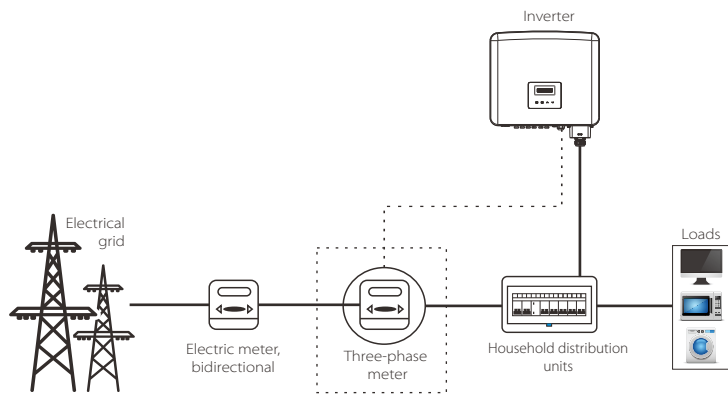 Inverter
Electrical
grid
Loads
Electric meter,
bidirectional
Three-phase
meter
Household distribution
units